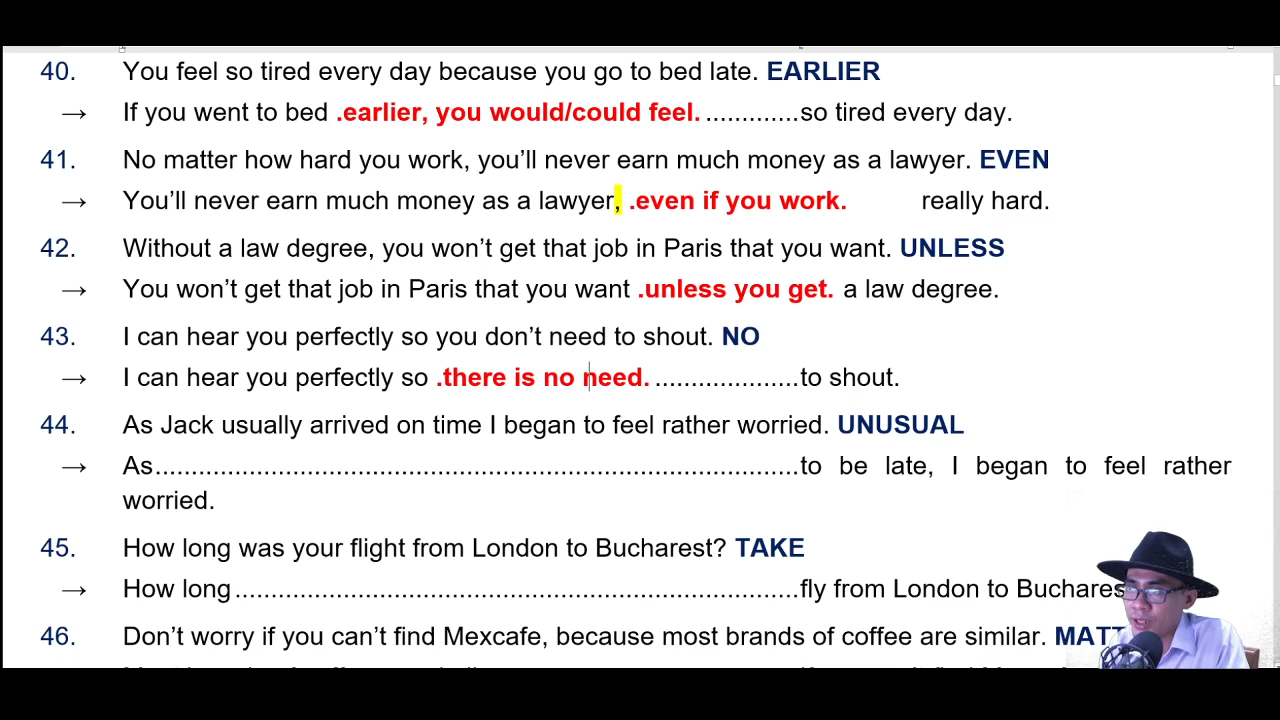 40. You feel so tired every day because you go to bed late. EARLIER
→ If you went to bed .earlier, you would/could feel. .............so tired every day.
41. No matter how hard you work, you'll never earn much money as a lawyer. EVEN
→ You'll never earn much money as a lawyer, .even if you work. really hard.
42. Without a law degree, you won't get that job in Paris that you want. UNLESS
→ You won't get that job in Paris that you want .unless you get. a law degree.
43. I can hear you perfectly so you don't need to shout. NO
→ I can hear you perfectly so .there is no need. ....................to shout.
44. As Jack usually arrived on time I began to feel rather worried. UNUSUAL
→ As.........................................................................................to be late, I began to feel rather
worried.
45. How long was your flight from London to Bucharest? TAKE
→ How long..............................................................................fly from London to
46. Don't worry if you can't find Mexcafe, because most brands of coffee are similar.